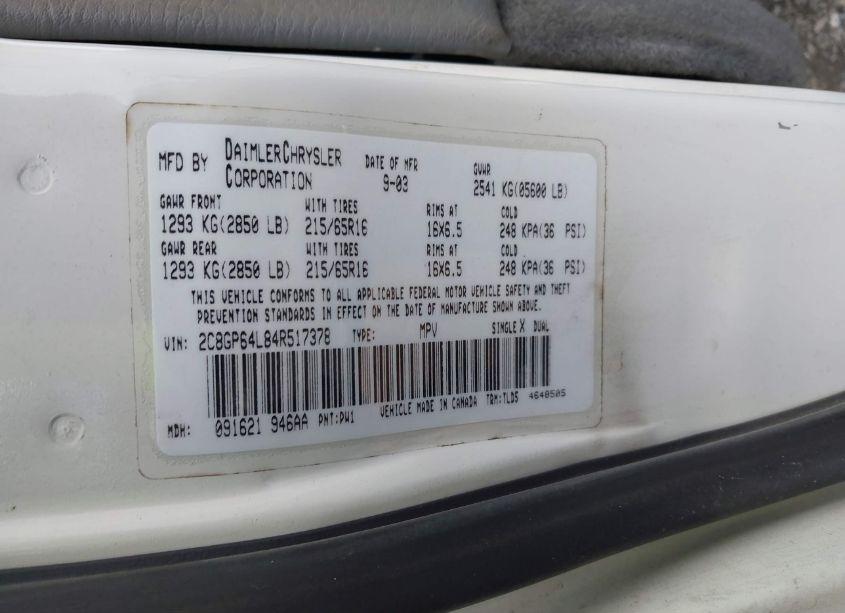 MFD BY DAIMLERCHRYSLER CORPORATION DATE OF MFR 9-03 GVWR 2541 KG(05600 LB)
GAWR FRONT WITH TIRES RIMS AT COLD
1293 KG(2850 LB) 215/65R16 16X6.5 248 KPA(36 PSI)
GAWR REAR WITH TIRES RIMS AT COLD
1293 KG(2850 LB) 215/65R16 16X6.5 248 KPA(36 PSI)
THIS VEHICLE CONFORMS TO ALL APPLICABLE FEDERAL MOTOR VEHICLE SAFETY AND THEFT
PREVENTION STANDARDS IN EFFECT ON THE DATE OF MANUFACTURE SHOWN ABOVE.
VIN: 2C8GP64L84R517378 TYPE: MPV SINGLE X DUAL
MDH: 091621 946AA PNT:PW1 VEHICLE MADE IN CANADA TRM:TLD5 4648505